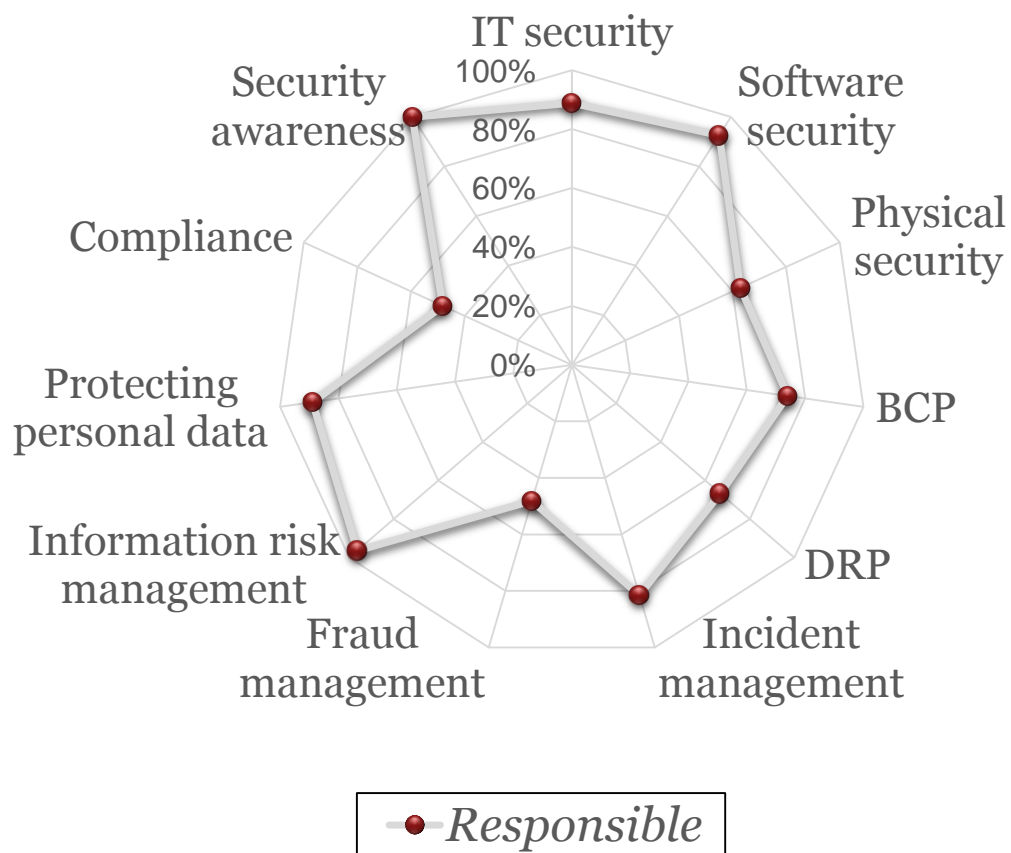 IT security
Software
security
Physical
security
BCP
DRP
Incident
management
Fraud
management
Information risk
management
Protecting
personal data
Compliance
Security
awareness
100%
80%
60%
40%
20%
0%
Responsible